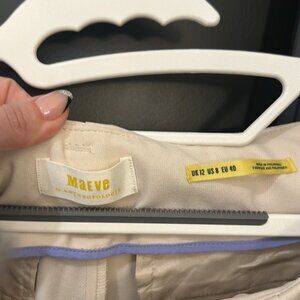 Maeve
BY ANTHROPOLOGIE
UK 12 US 8 EU 40